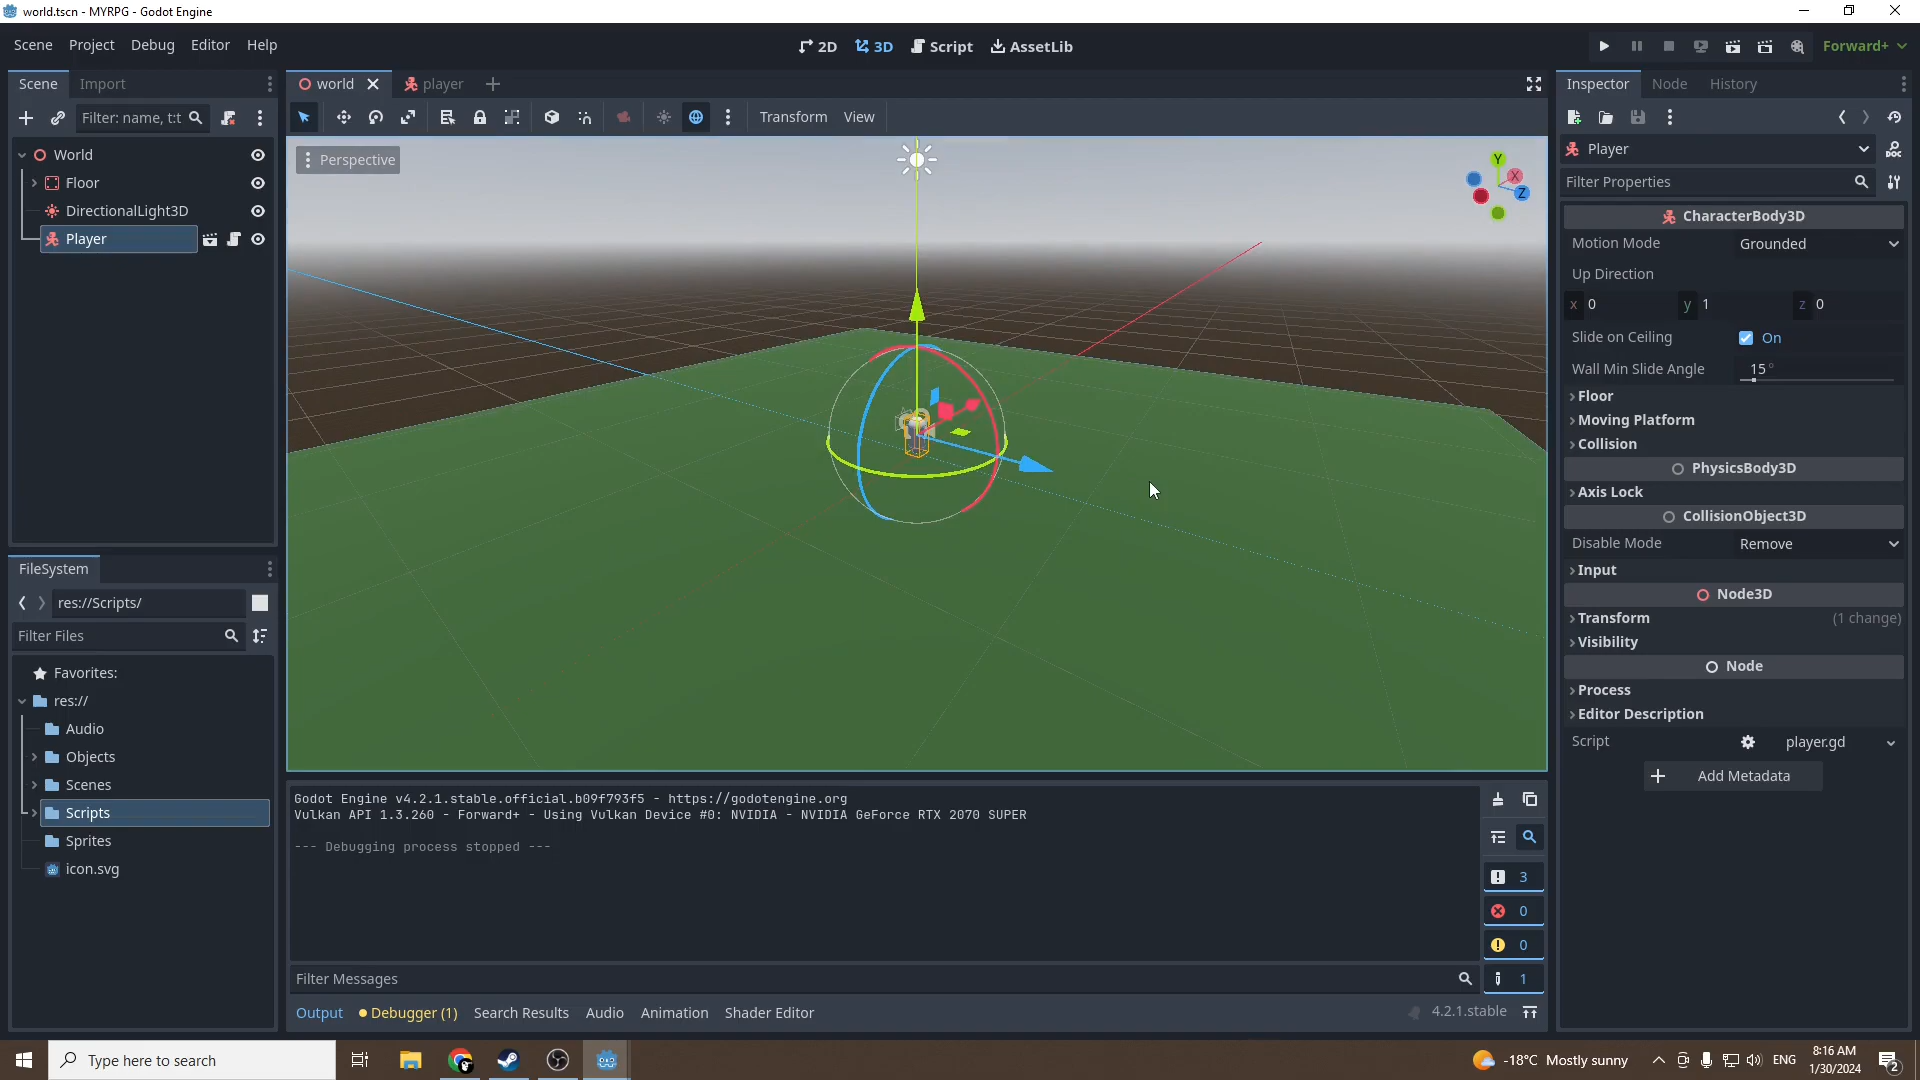 world.tscn - MYRPG - Godot Engine
Scene Project Debug Editor Help
2D 3D Script AssetLib
Forward+
Scene Import
world player
Inspector Node History
Filter: name, t:t
Transform View
World
Floor
DirectionalLight3D
Player
Perspective
Y
X
Z
Player
Filter Properties
CharacterBody3D
Motion Mode Grounded
Up Direction
x 0 y 1 z 0
Slide on Ceiling On
Wall Min Slide Angle 15 °
Floor
Moving Platform
Collision
PhysicsBody3D
Axis Lock
CollisionObject3D
Disable Mode Remove
Input
Node3D
Transform (1 change)
Visibility
Node
Process
Editor Description
Script player.gd
Add Metadata
FileSystem
res://Scripts/
Filter Files
Favorites:
res://
Audio
Objects
Scenes
Scripts
Sprites
icon.svg
Godot Engine v4.2.1.stable.official.b09f793f5 - https://godotengine.org
Vulkan API 1.3.260 - Forward+ - Using Vulkan Device #0: NVIDIA - NVIDIA GeForce RTX 2070 SUPER
--- Debugging process stopped ---
3
0
0
1
Filter Messages
Output Debugger (1) Search Results Audio Animation Shader Editor
4.2.1.stable
Type here to search
-18°C Mostly sunny
ENG
8:16 AM
1/30/2024
2